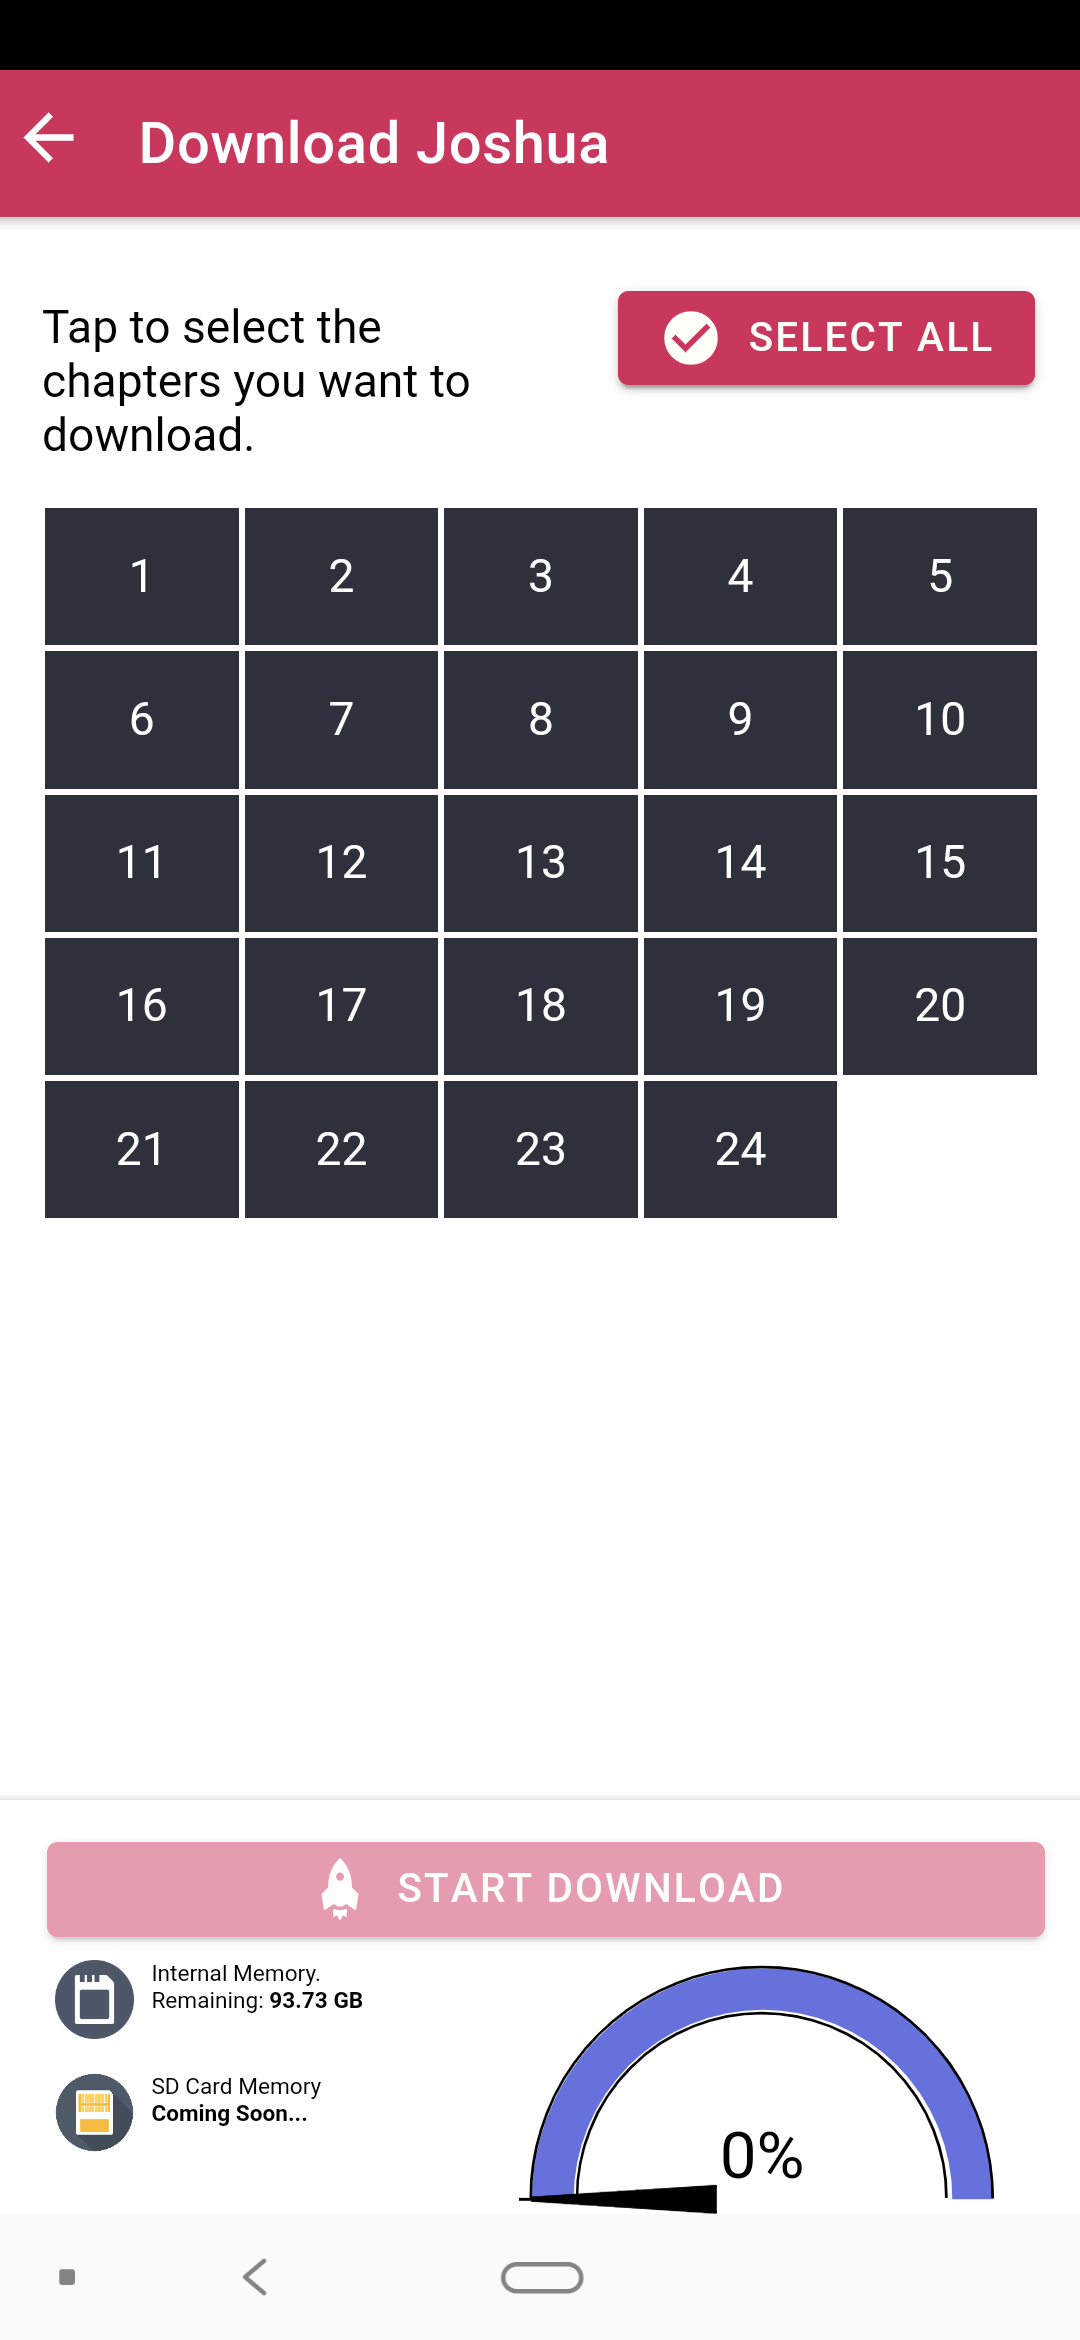 Download Joshua
Tap to select the
chapters you want to
download.
SELECT ALL
1 2 3 4 5
6 7 8 9 10
11 12 13 14 15
16 17 18 19 20
21 22 23 24
START DOWNLOAD
Internal Memory.
Remaining: 93.73 GB
SD Card Memory
Coming Soon...
0%